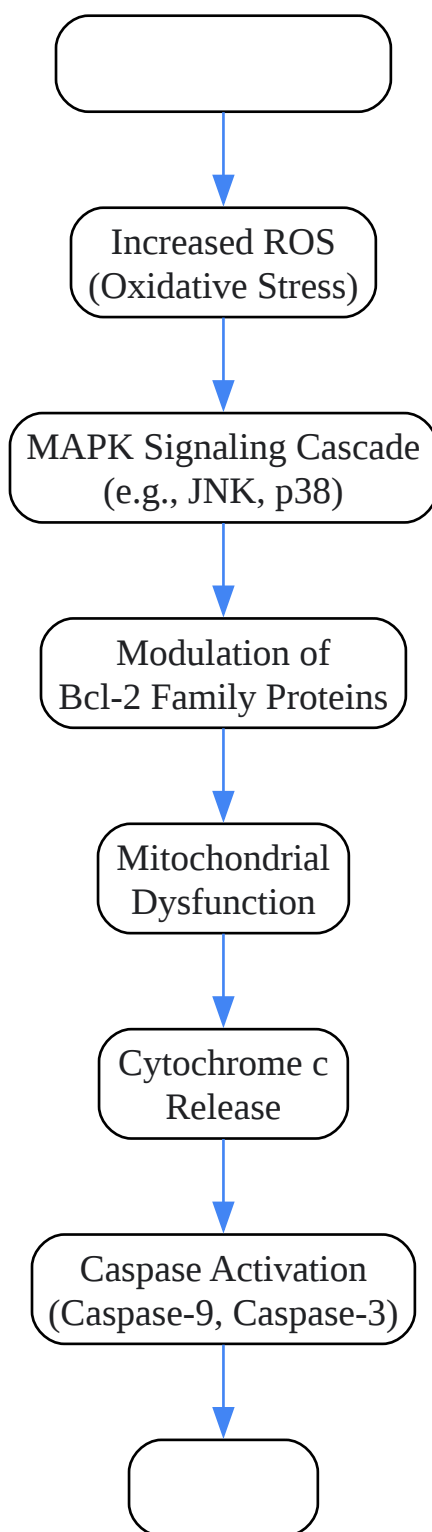 Increased ROS
(Oxidative Stress)
MAPK Signaling Cascade
(e.g., JNK, p38)
Modulation of
Bcl-2 Family Proteins
Mitochondrial
Dysfunction
Cytochrome c
Release
Caspase Activation
(Caspase-9, Caspase-3)